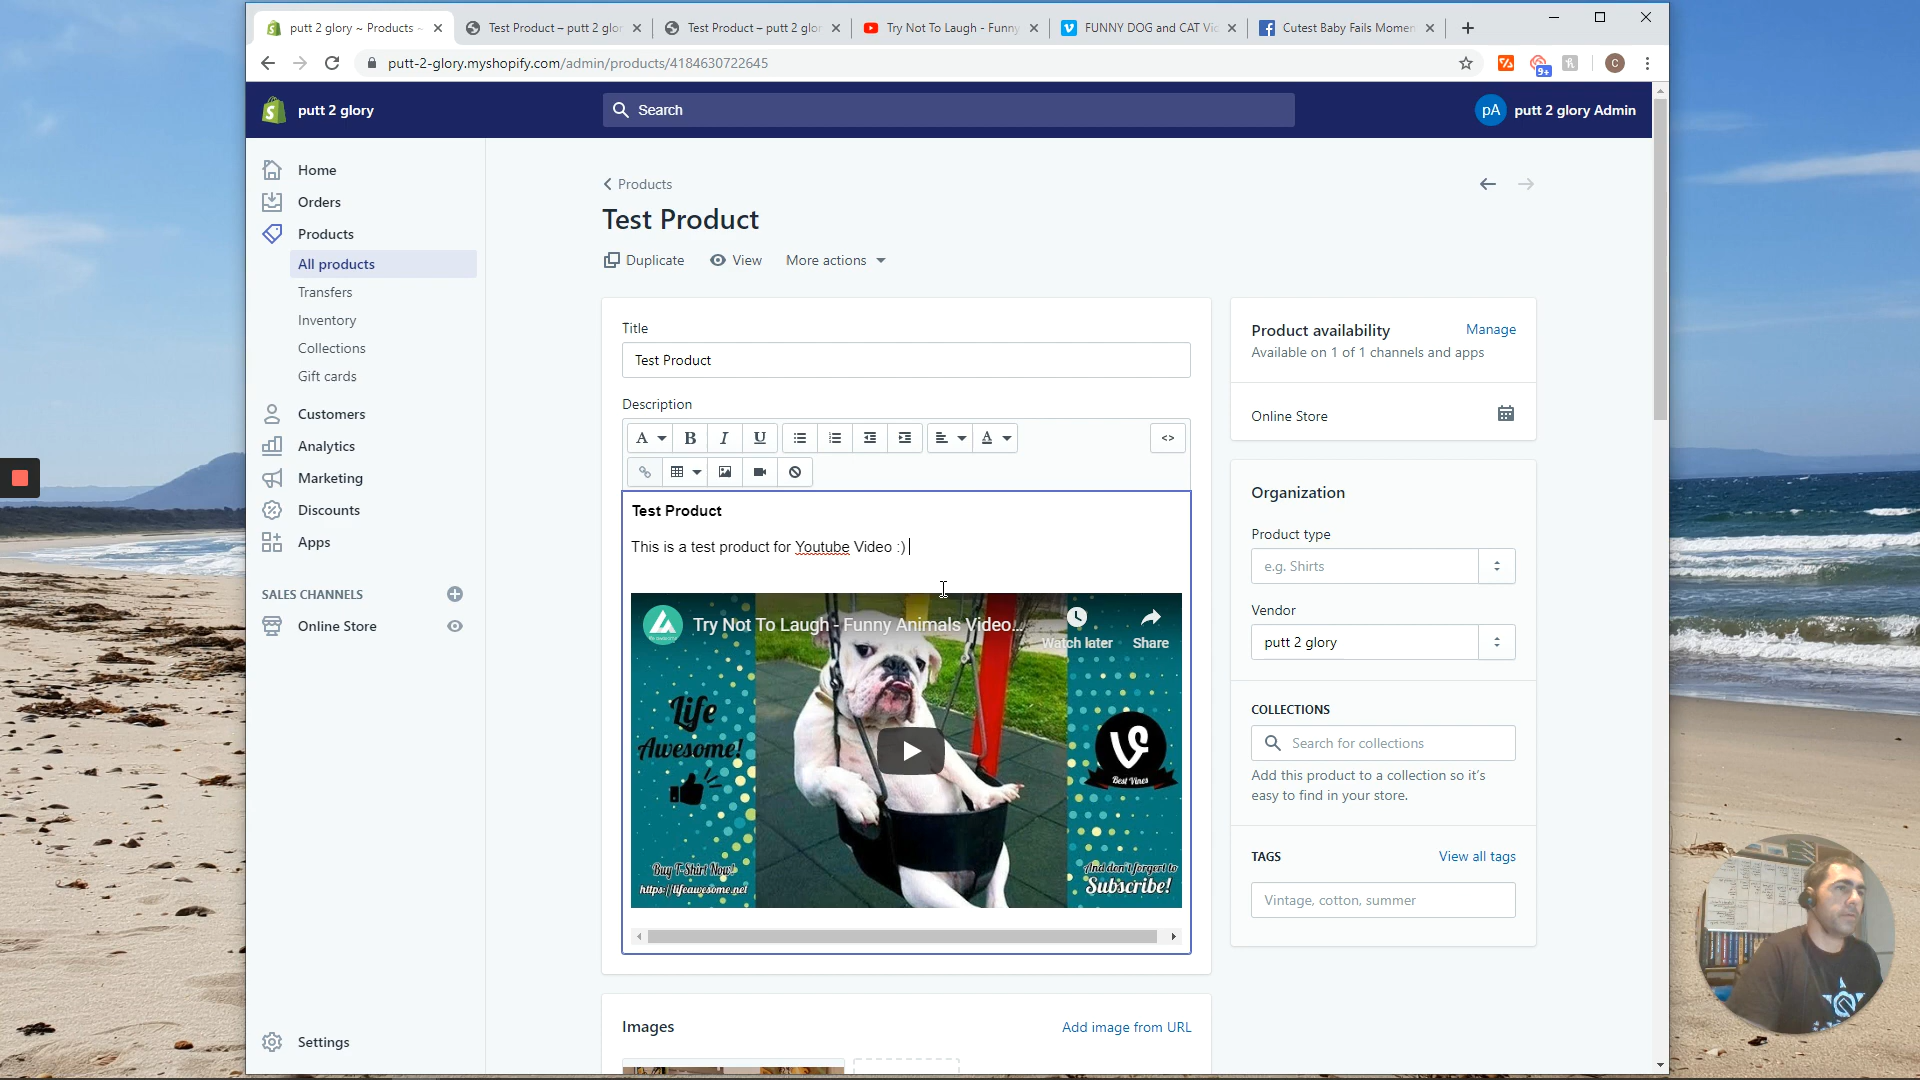 putt 2 glory ~ Products ~
Test Product – putt 2 glor
Test Product – putt 2 glor
Try Not To Laugh - Funny
FUNNY DOG and CAT Vi
Cutest Baby Fails Momen
putt-2-glory.myshopify.com/admin/products/4184630722645
9+
C
putt 2 glory
Search
pA
putt 2 glory Admin
Home
Orders
Products
All products
Transfers
Inventory
Collections
Gift cards
Customers
Analytics
Marketing
Discounts
Apps
SALES CHANNELS
Online Store
Settings
Products
Test Product
Duplicate
View
More actions
Title
Test Product
Description
A
B
I
U
A
<>
Test Product
This is a test product for Youtube Video :)
Try Not To Laugh - Funny Animals Video...
Watch later
Share
Life
Awesome!
Buy T-Shirt Now!
https://lifeawesome.net
Best Vines
And don't forget to
Subscribe!
Images
Add image from URL
Product availability
Manage
Available on 1 of 1 channels and apps
Online Store
Organization
Product type
e.g. Shirts
Vendor
putt 2 glory
COLLECTIONS
Search for collections
Add this product to a collection so it's
easy to find in your store.
TAGS
View all tags
Vintage, cotton, summer